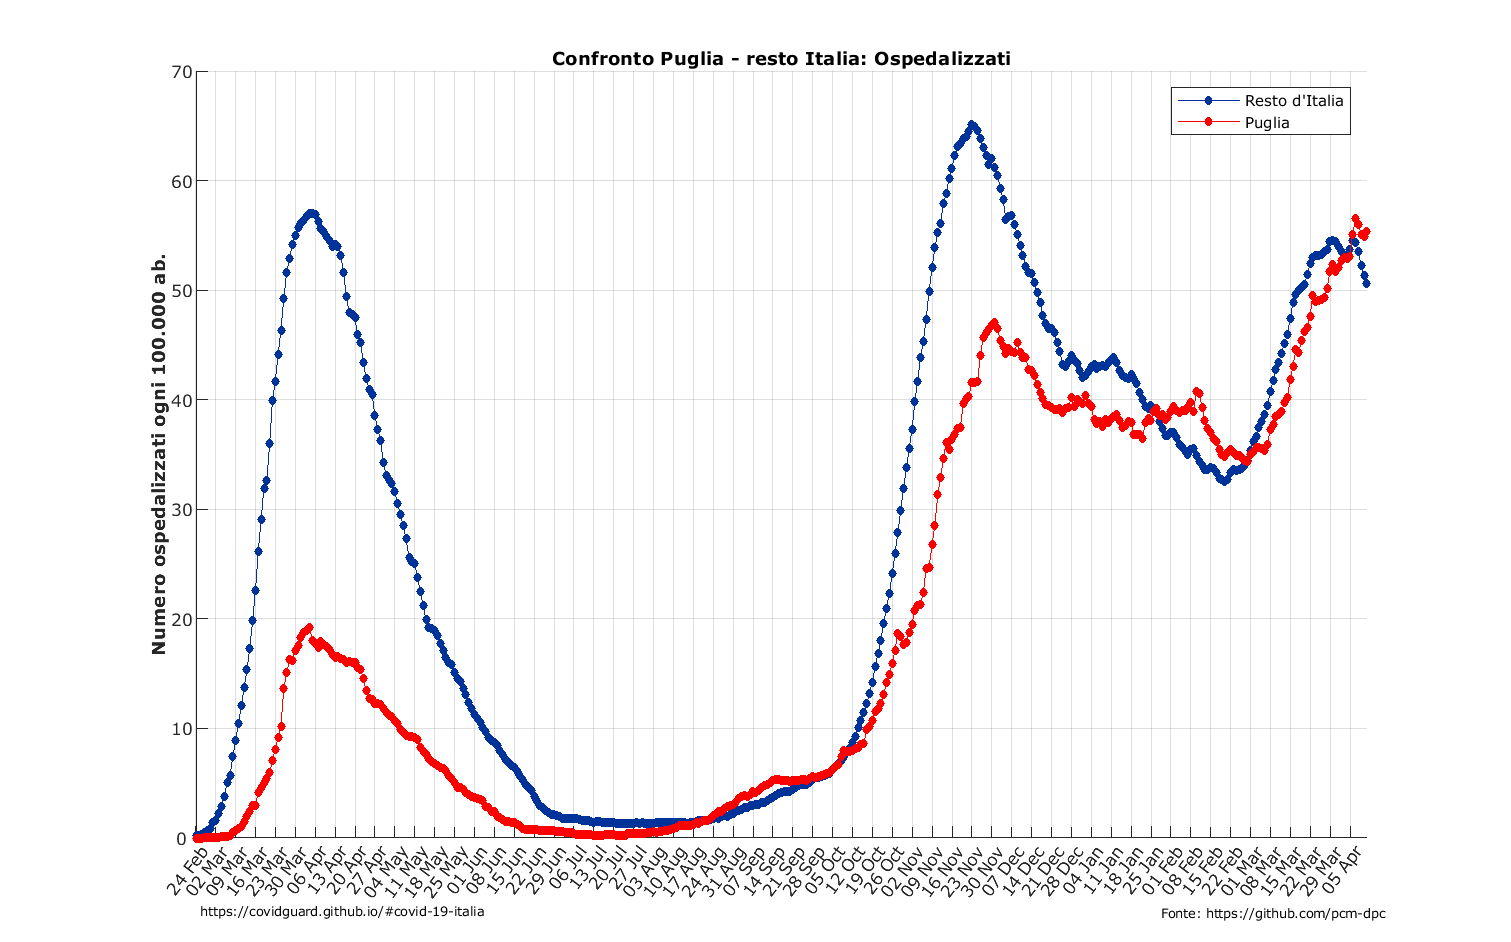 Confronto Puglia - resto Italia: Ospedalizzati
Numero ospedalizzati ogni 100.000 ab.
70
60
50
40
30
20
10
0
Resto d'Italia
Puglia
24 Feb
02 Mar
09 Mar
16 Mar
23 Mar
30 Mar
06 Apr
13 Apr
20 Apr
27 Apr
04 May
11 May
18 May
25 May
01 Jun
08 Jun
15 Jun
22 Jun
29 Jun
06 Jul
13 Jul
20 Jul
27 Jul
03 Aug
10 Aug
17 Aug
24 Aug
31 Aug
07 Sep
14 Sep
21 Sep
28 Sep
05 Oct
12 Oct
19 Oct
26 Oct
02 Nov
09 Nov
16 Nov
23 Nov
30 Nov
07 Dec
14 Dec
21 Dec
28 Dec
04 Jan
11 Jan
18 Jan
25 Jan
01 Feb
08 Feb
15 Feb
22 Feb
01 Mar
08 Mar
15 Mar
22 Mar
29 Mar
05 Apr
https://covidguard.github.io/#covid-19-italia
Fonte: https://github.com/pcm-dpc